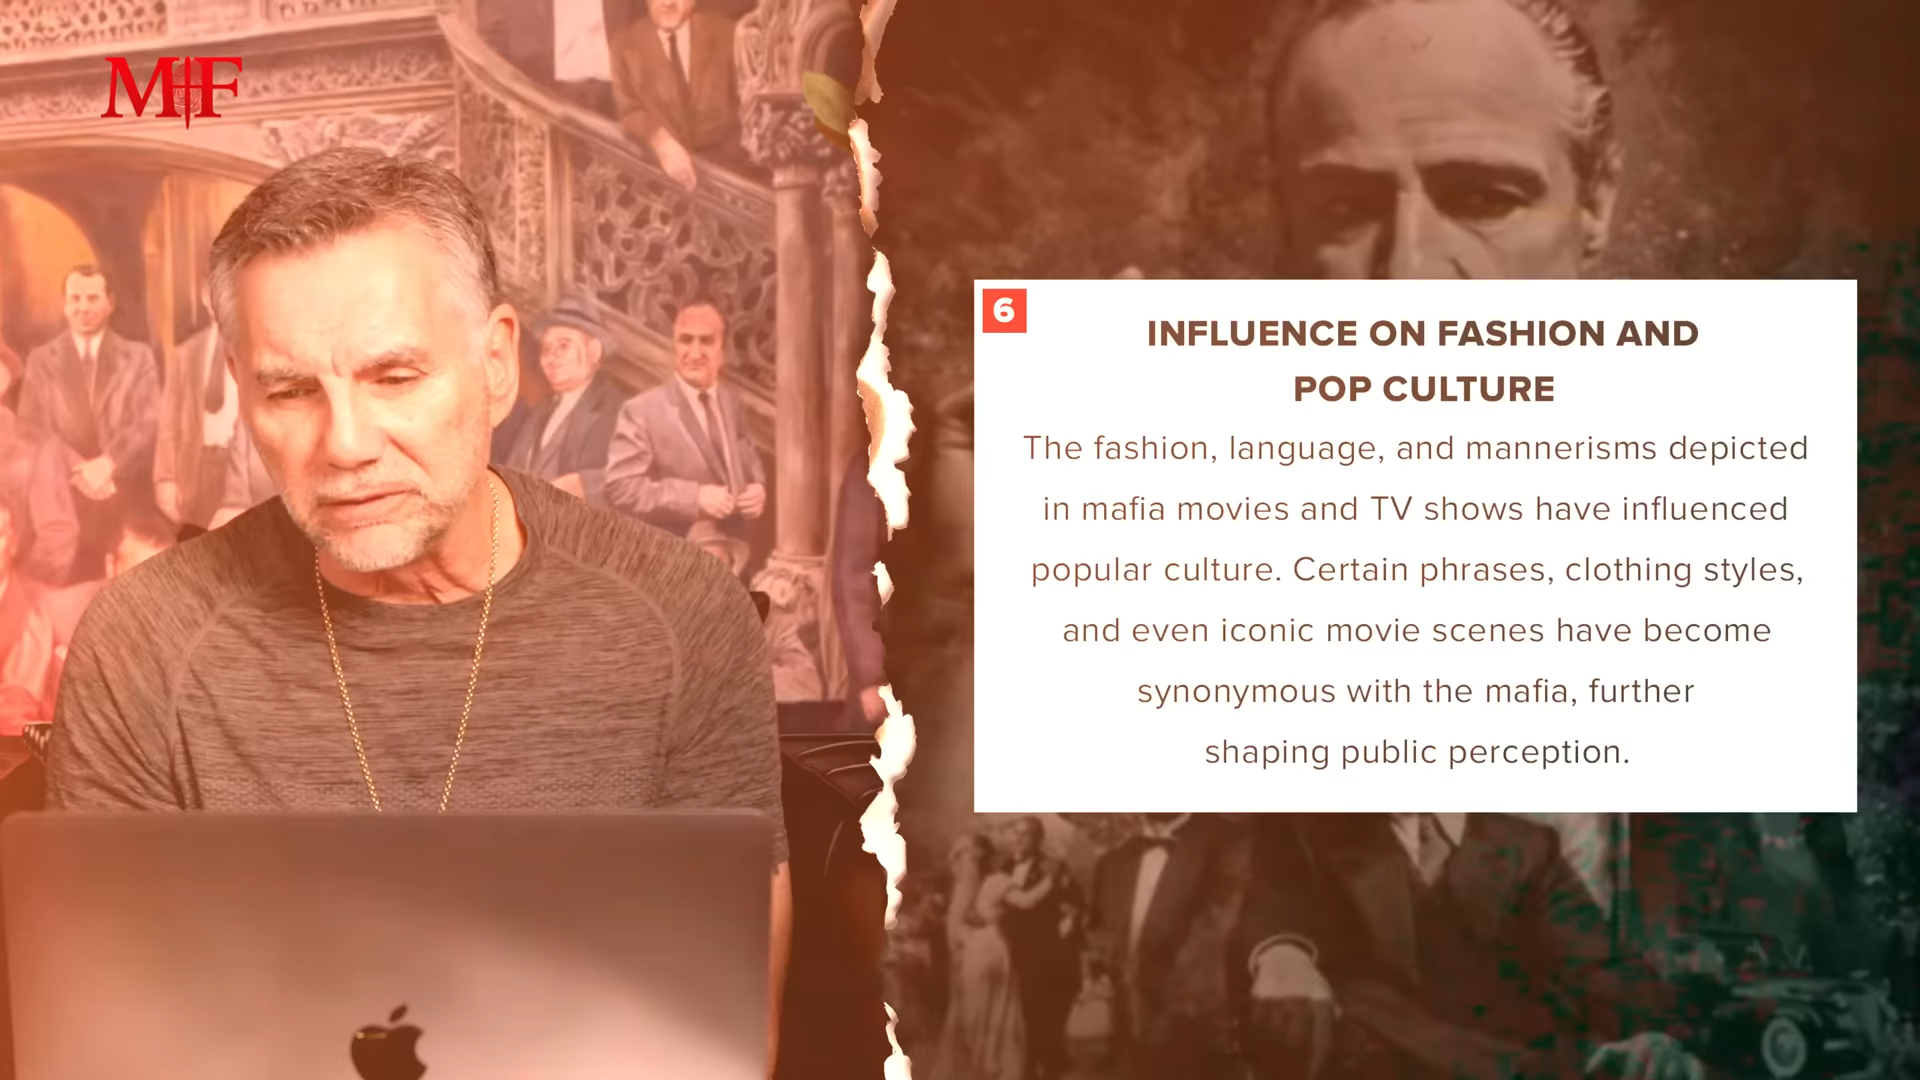 MF
6
INFLUENCE ON FASHION AND
POP CULTURE
The fashion, language, and mannerisms depicted
in mafia movies and TV shows have influenced
popular culture. Certain phrases, clothing styles,
and even iconic movie scenes have become
synonymous with the mafia, further
shaping public perception.